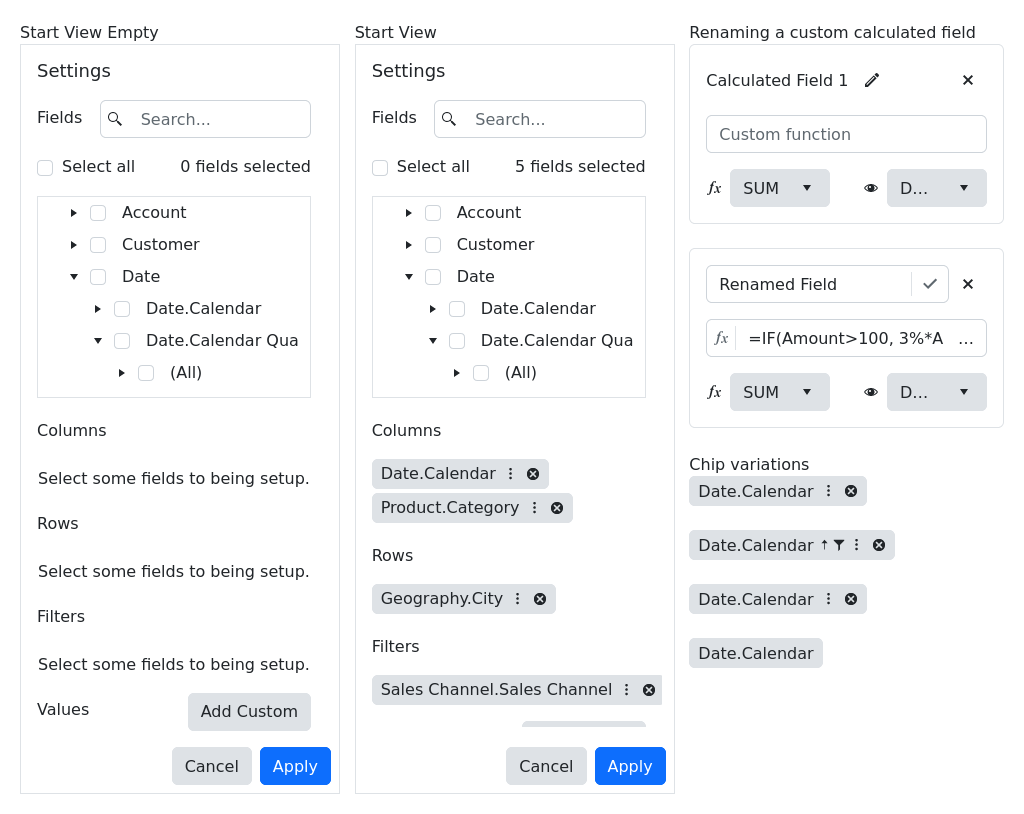 Start View Empty
Settings
Fields
Search...
Select all
0 fields selected
Account
Customer
Date
Date.Calendar
Date.Calendar Qua
(All)
Columns
Select some fields to being setup.
Rows
Select some fields to being setup.
Filters
Select some fields to being setup.
Values
Add Custom
Cancel
Apply
Start View
Settings
Fields
Search...
Select all
5 fields selected
Account
Customer
Date
Date.Calendar
Date.Calendar Qua
(All)
Columns
Date.Calendar
Product.Category
Rows
Geography.City
Filters
Sales Channel.Sales Channel
Cancel
Apply
Renaming a custom calculated field
Calculated Field 1
Custom function
fx SUM
D...
Renamed Field
fx =IF(Amount>100, 3%*A ...
fx SUM
D...
Chip variations
Date.Calendar
Date.Calendar
Date.Calendar
Date.Calendar